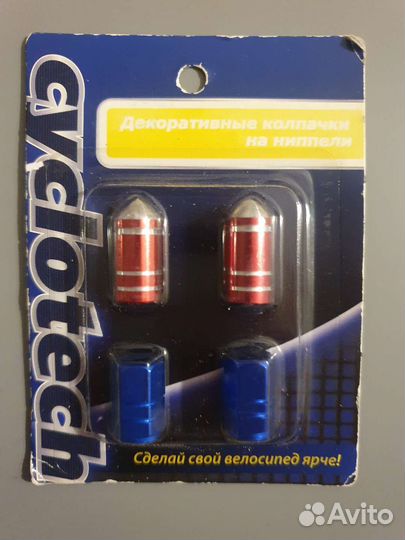 cyclotech
Декоративные колпачки
на ниппели
Сделай свой велосипед ярче!
Avito